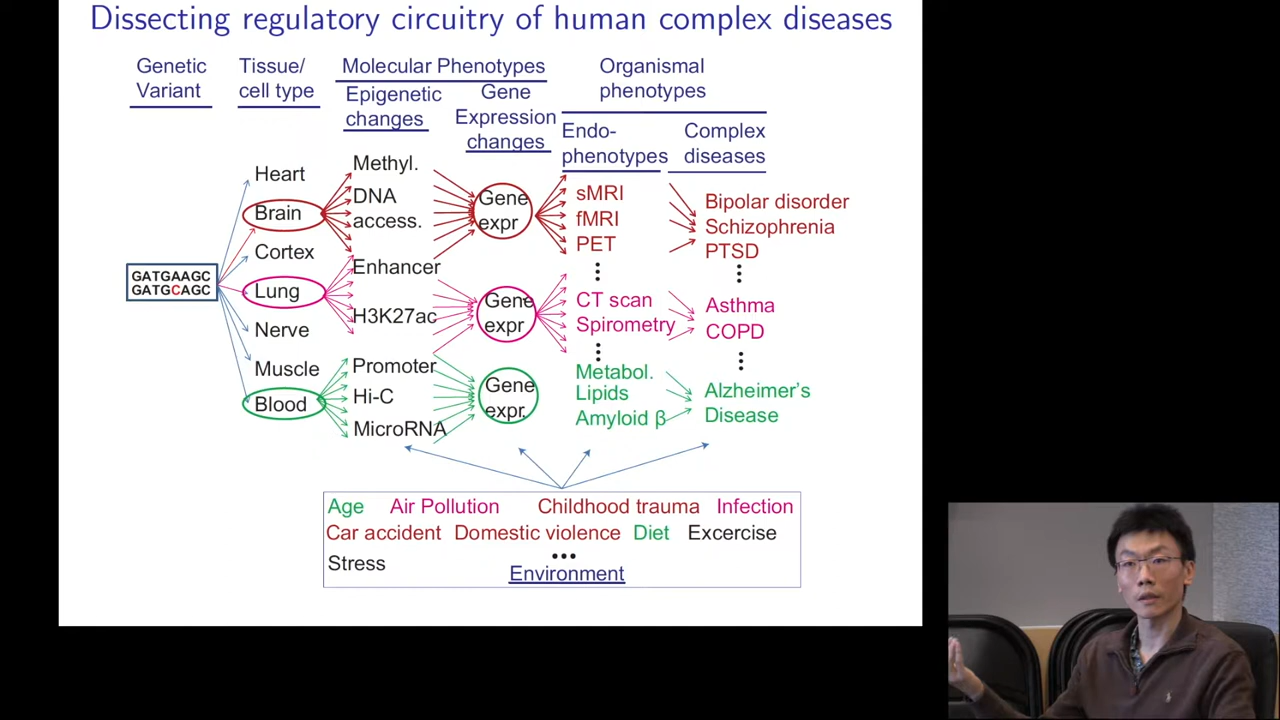 Dissecting regulatory circuitry of human complex diseases
Genetic
Variant
Tissue/
cell type
Molecular Phenotypes
Epigenetic
changes
Gene
Expression
changes
Organismal
phenotypes
Endo-
phenotypes
Complex
diseases
GATGAAGC
GATGCAGC
Heart
Brain
Cortex
Lung
Nerve
Muscle
Blood
Methyl.
DNA
access.
Enhancer
H3K27ac
Promoter
Hi-C
MicroRNA
Gene
expr
Gene
expr
Gene
expr.
sMRI
fMRI
PET
CT scan
Spirometry
Metabol.
Lipids
Amyloid β
Bipolar disorder
Schizophrenia
PTSD
Asthma
COPD
Alzheimer's
Disease
Age Air Pollution Childhood trauma Infection
Car accident Domestic violence Diet Excercise
Stress
Environment